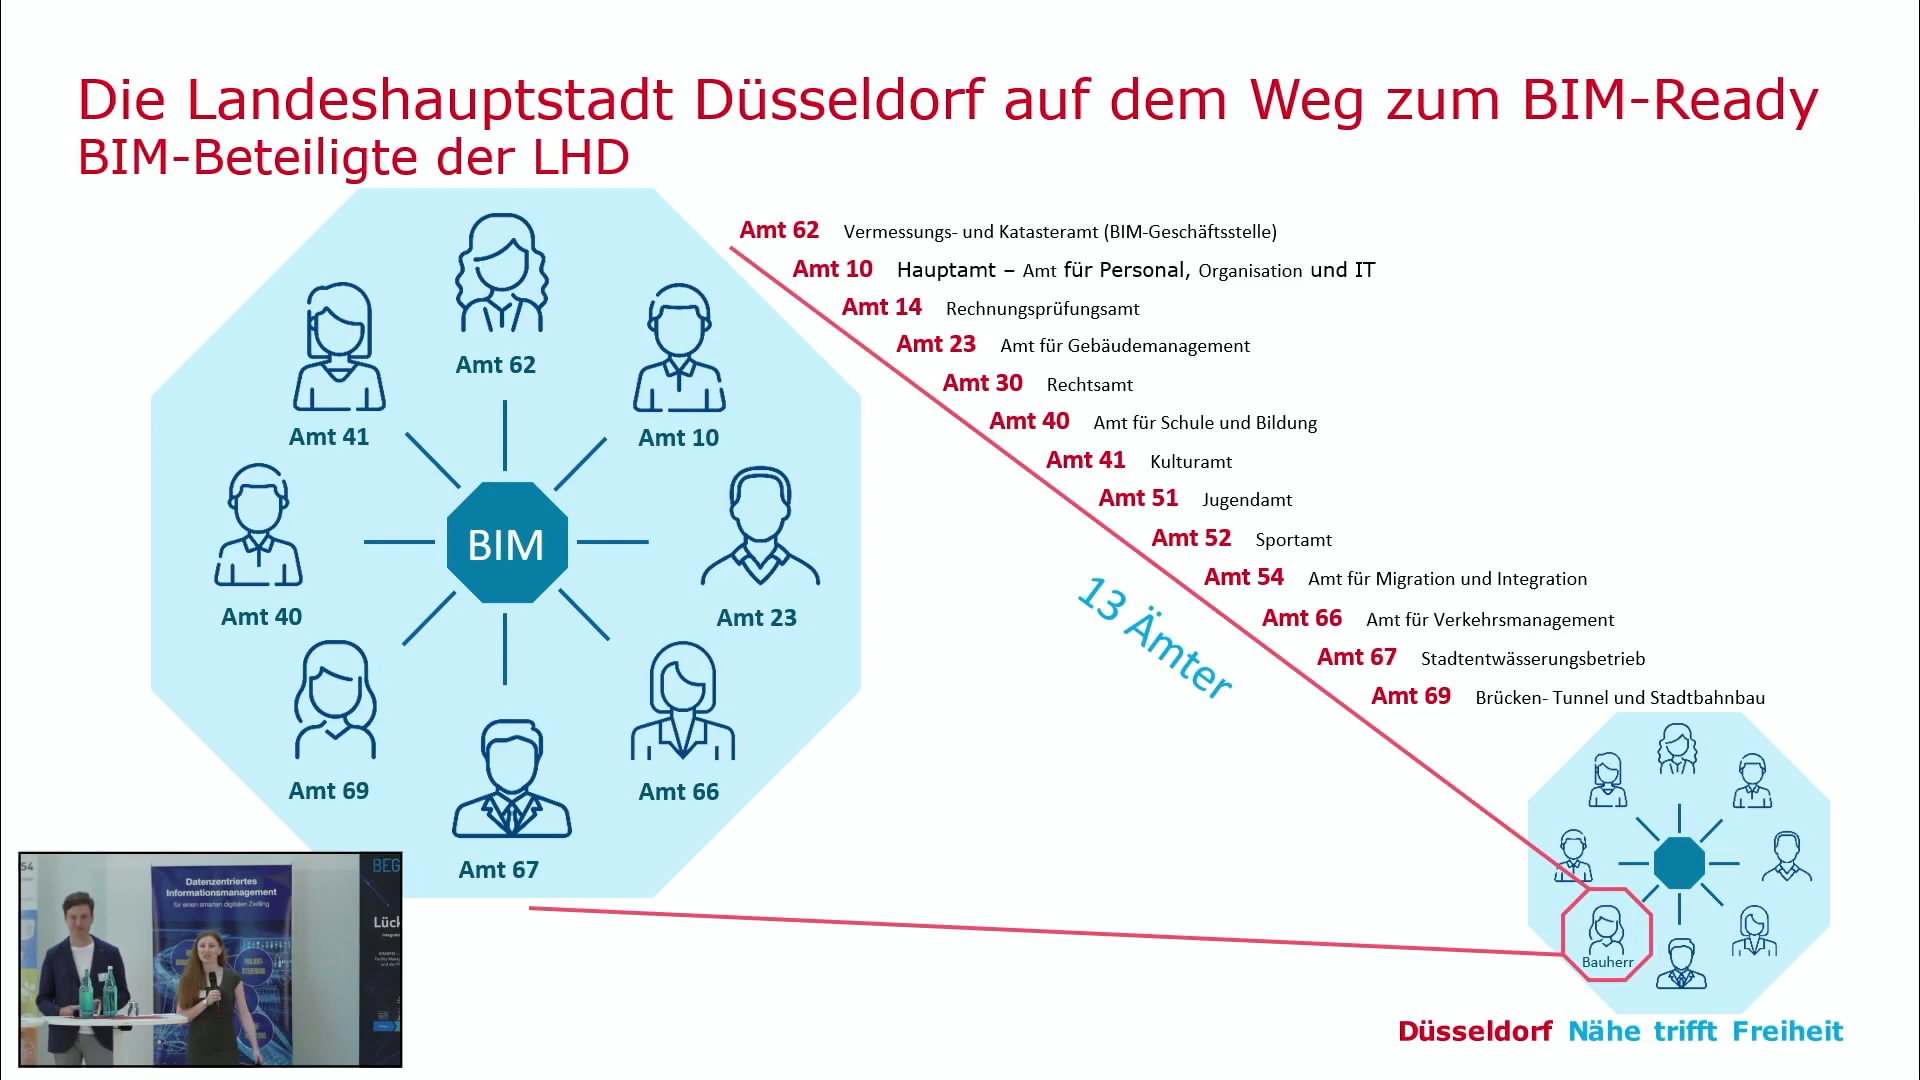 Die Landeshauptstadt Düsseldorf auf dem Weg zum BIM-Ready
BIM-Beteiligte der LHD
Amt 62
Amt 10
Amt 23
Amt 66
Amt 67
Amt 69
Amt 40
Amt 41
BIM
Amt 62 Vermessungs- und Katasteramt (BIM-Geschäftsstelle)
Amt 10 Hauptamt – Amt für Personal, Organisation und IT
Amt 14 Rechnungsprüfungsamt
Amt 23 Amt für Gebäudemanagement
Amt 30 Rechtsamt
Amt 40 Amt für Schule und Bildung
Amt 41 Kulturamt
Amt 51 Jugendamt
Amt 52 Sportamt
Amt 54 Amt für Migration und Integration
Amt 66 Amt für Verkehrsmanagement
Amt 67 Stadtentwässerungsbetrieb
Amt 69 Brücken- Tunnel und Stadtbahnbau
13 Ämter
Bauherr
Düsseldorf Nähe trifft Freiheit
54
Datenzentriertes
Informationsmanagement
für einen smarten digitalen Zwilling
BEG
Lück